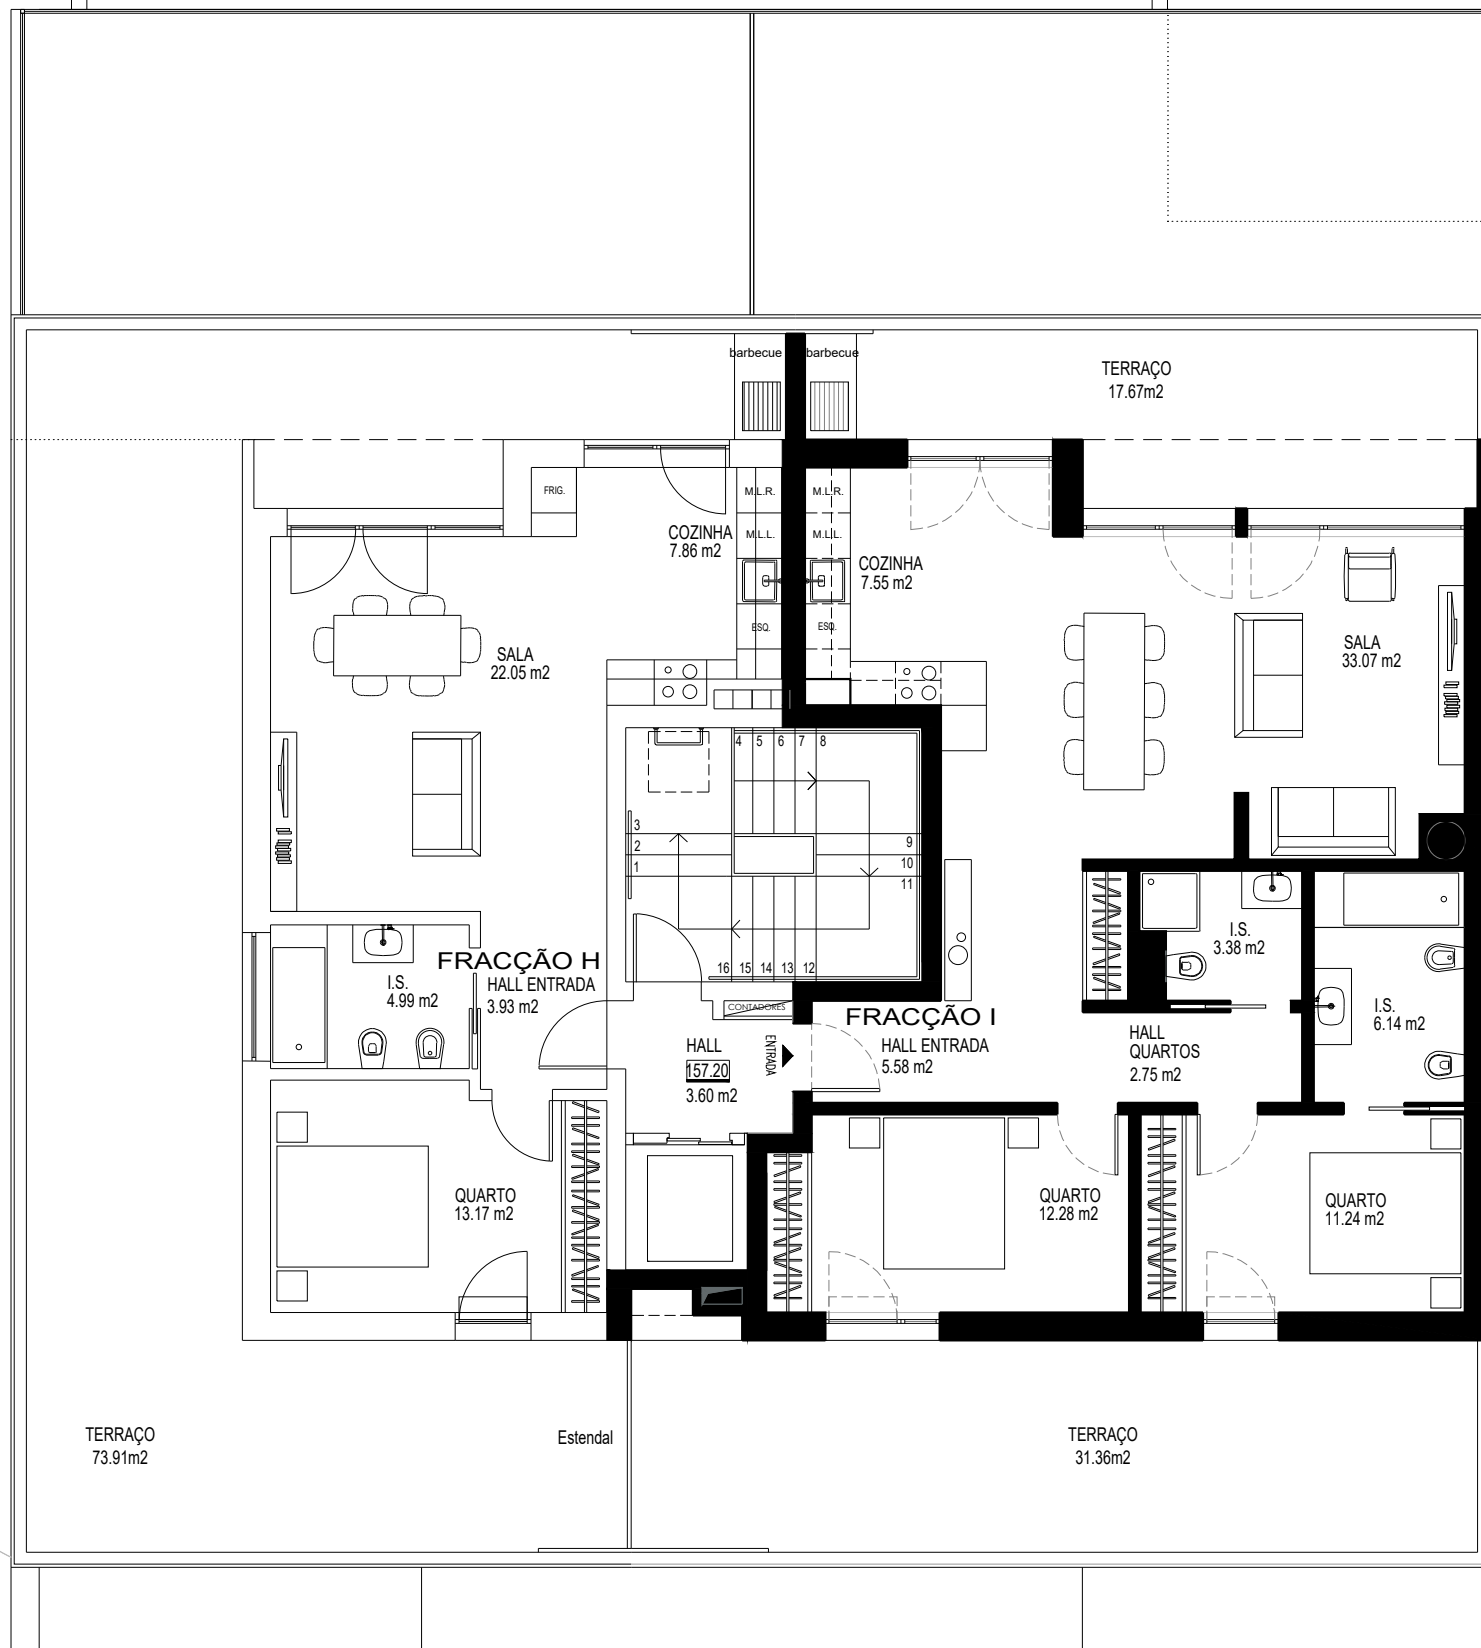 barbecue
barbecue
TERRAÇO
17.67m2
FRIG.
M.L.R.
M.L.R.
COZINHA
7.86 m2
M.L.L.
M.L.L.
COZINHA
7.55 m2
ESQ.
ESQ.
SALA
22.05 m2
SALA
33.07 m2
4 5 6 7 8
3
2
1
9
10
11
16 15 14 13 12
FRACÇÃO H
HALL ENTRADA
3.93 m2
I.S.
4.99 m2
I.S.
3.38 m2
I.S.
6.14 m2
CONTADORES
FRACÇÃO I
HALL ENTRADA
5.58 m2
HALL
157.20
3.60 m2
ENTRADA
HALL
QUARTOS
2.75 m2
QUARTO
13.17 m2
QUARTO
12.28 m2
QUARTO
11.24 m2
TERRAÇO
73.91m2
Estendal
TERRAÇO
31.36m2